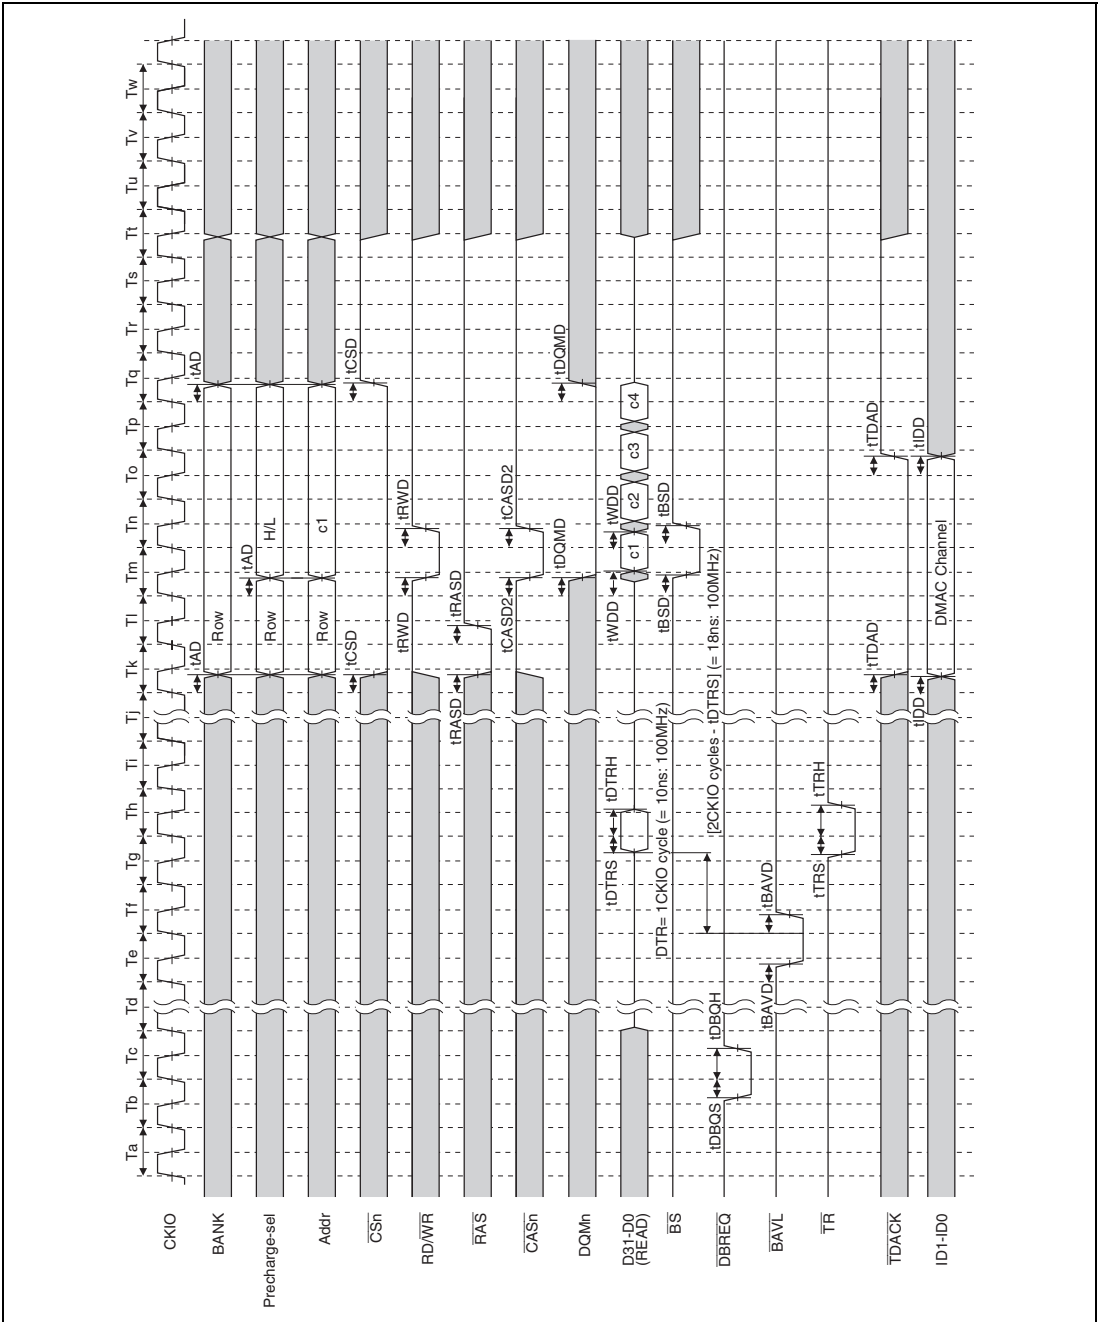 Ta Tb Tc Td Te Tf Tg Th Ti Tj Tk Tl Tm Tn To Tp Tq Tr Ts Tt Tu Tv Tw
CKIO
tAD tAD
BANK Row
tAD
Precharge-sel Row H/L
Addr Row c1
tCSD tCSD
CSn
tRWD tRWD
RD/WR
tRASD tRASD
RAS
tCASD2 tCASD2
CASn
tDQMD tDQMD
DQMn
D31-D0
(READ)
tDTRS tDTRH tWDD tWDD
c1 c2 c3 c4
DTR= 1CKIO cycle (= 10ns: 100MHz)
tBSD tBSD
BS
[2CKIO cycles - tDTRS] (= 18ns: 100MHz)
tDBQS tDBQH
DBREQ
tBAVD tBAVD
BAVL
tTRS tTRH
TR
tTDAD tTDAD
TDACK
tIDD tIDD
ID1-ID0 DMAC Channel